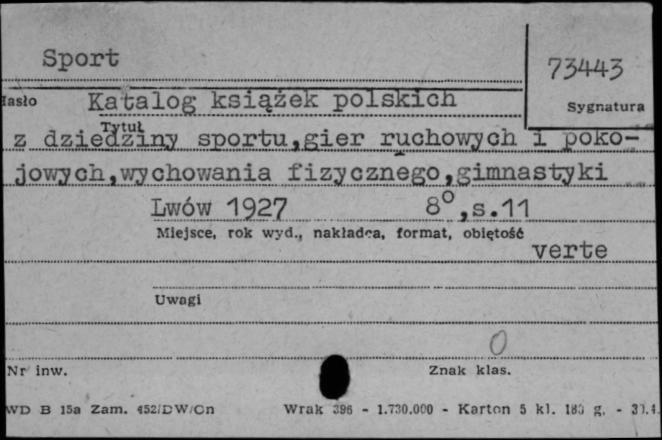 Sport
73443
Hasło
Katalog książek polskich
Sygnatura
Tytuł
z dziedziny sportu,gier ruchowych i poko-
jowych,wychowania fizycznego,gimnastyki
Lwów 1927 8°,s.11
Miejsce, rok wyd., nakładca, format, objętość
verte
Uwagi
0
Nr inw. Znak klas.
WD B 15a Zam. 452/DW/Cn Wrak 396 - 1.730.000 - Karton 5 kl. 180 g. -